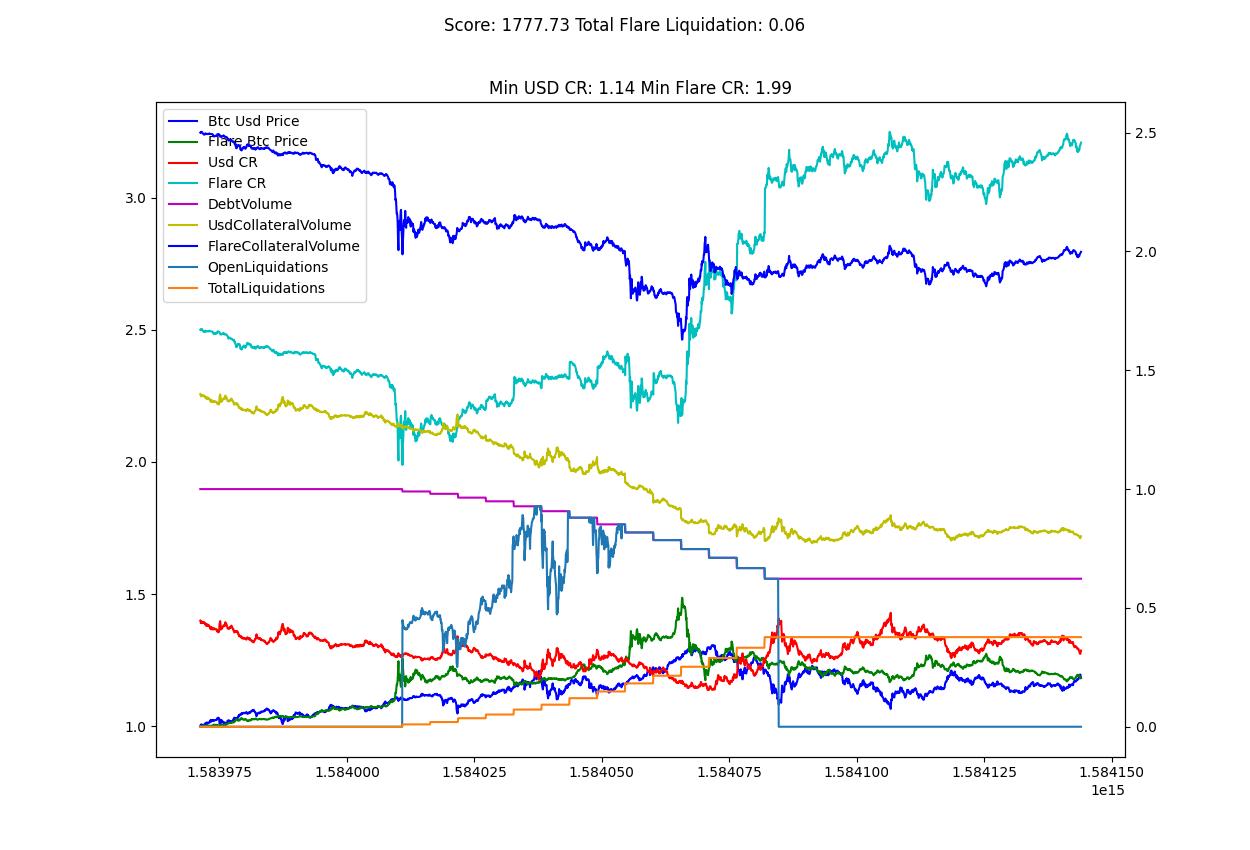 Score: 1777.73 Total Flare Liquidation: 0.06
Min USD CR: 1.14 Min Flare CR: 1.99
Btc Usd Price
Flare Btc Price
Usd CR
Flare CR
DebtVolume
UsdCollateralVolume
FlareCollateralVolume
OpenLiquidations
TotalLiquidations
3.0
2.5
2.0
1.5
1.0
2.5
2.0
1.5
1.0
0.5
0.0
1.583975 1.584000 1.584025 1.584050 1.584075 1.584100 1.584125 1.584150
1e15